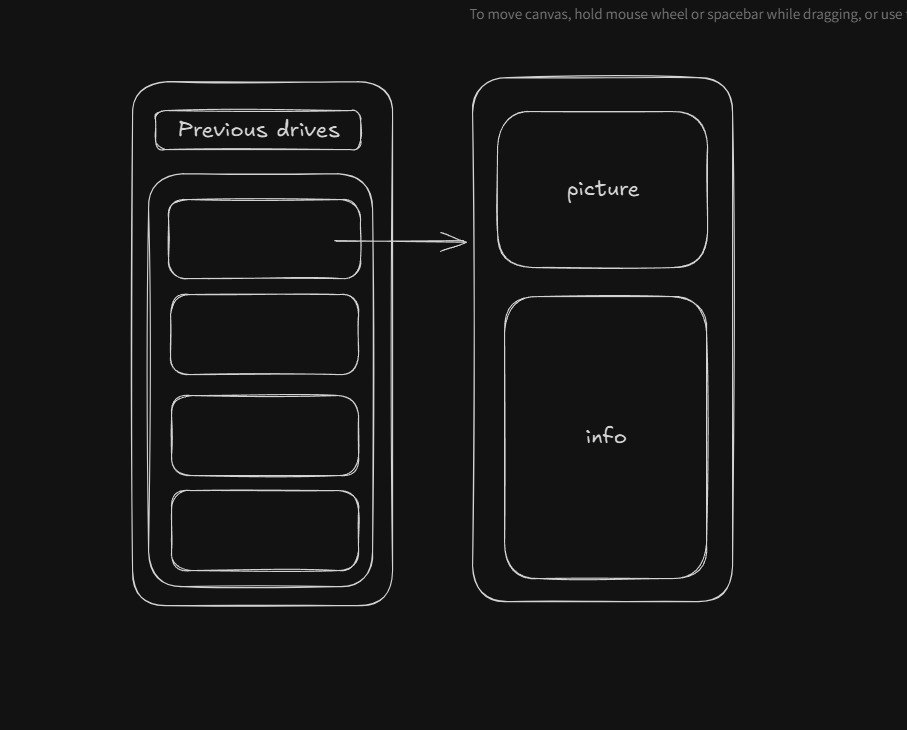 To move canvas, hold mouse wheel or spacebar while dragging, or use
Previous drives
picture
info